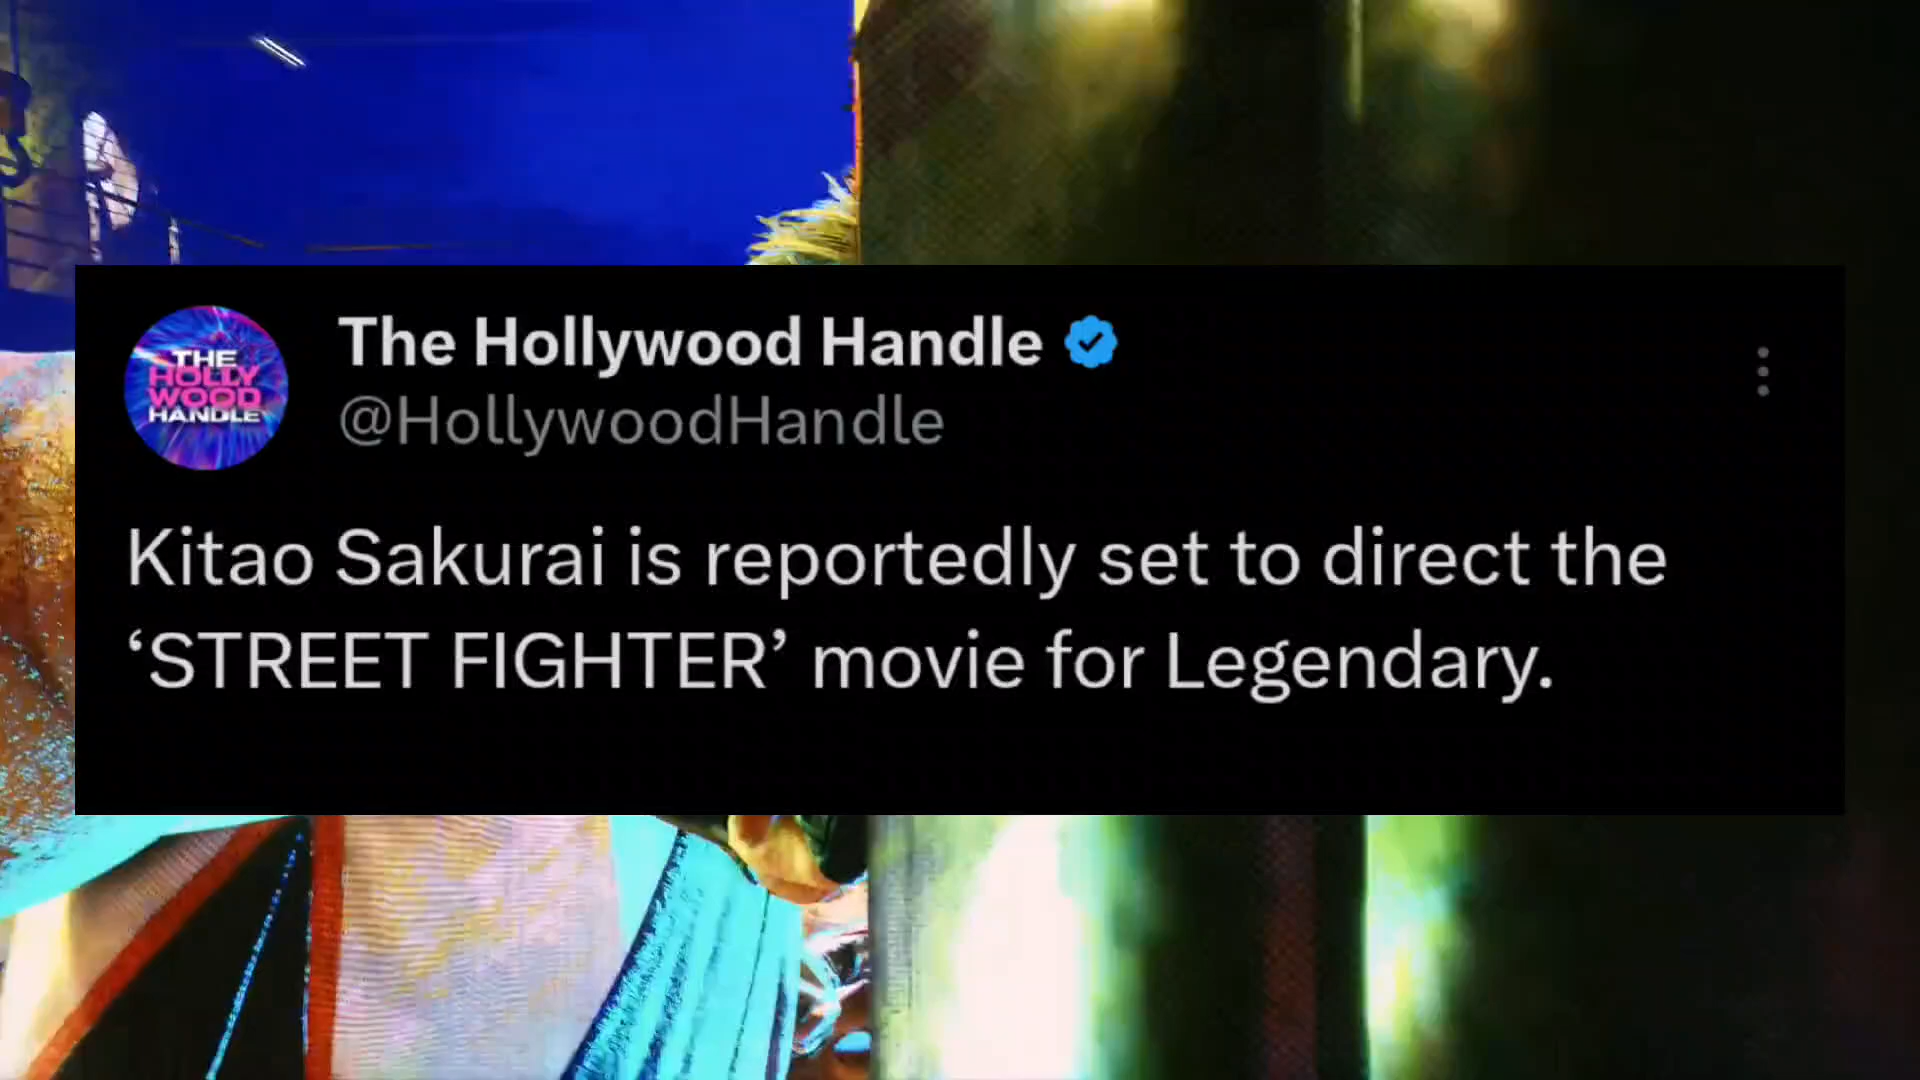 THE
HOLLY
WOOD
HANDLE
The Hollywood Handle
@HollywoodHandle
Kitao Sakurai is reportedly set to direct the
‘STREET FIGHTER’ movie for Legendary.